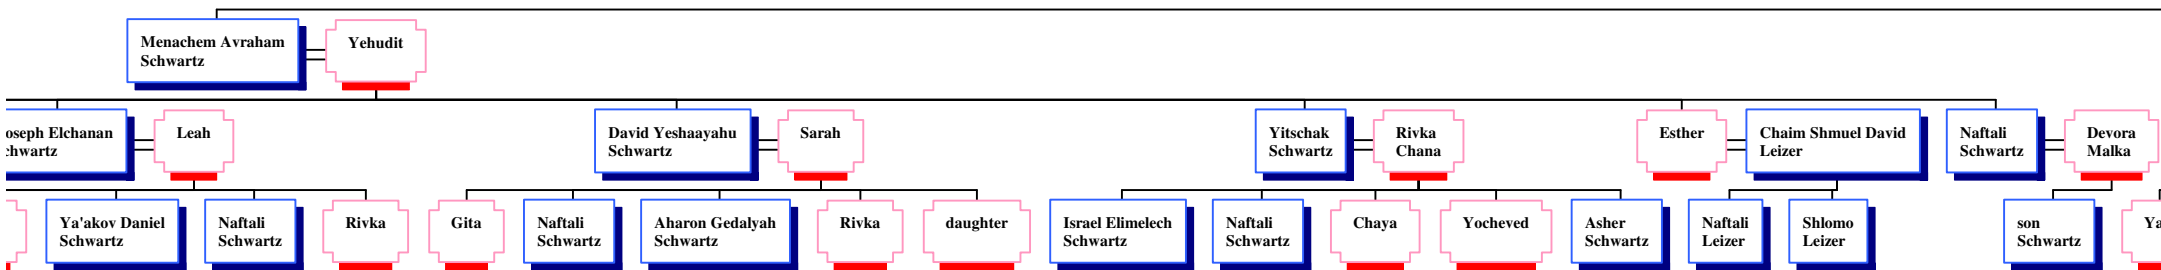 Menachem Avraham
Schwartz
Yehudit
oseph Elchanan
chwartz
Leah
David Yeshaayahu
Schwartz
Sarah
Yitschak
Schwartz
Rivka
Chana
Esther
Chaim Shmuel David
Leizer
Naftali
Schwartz
Devora
Malka
Ya'akov Daniel
Schwartz
Naftali
Schwartz
Rivka
Gita
Naftali
Schwartz
Aharon Gedalyah
Schwartz
Rivka
daughter
Israel Elimelech
Schwartz
Naftali
Schwartz
Chaya
Yocheved
Asher
Schwartz
Naftali
Leizer
Shlomo
Leizer
son
Schwartz
Ya